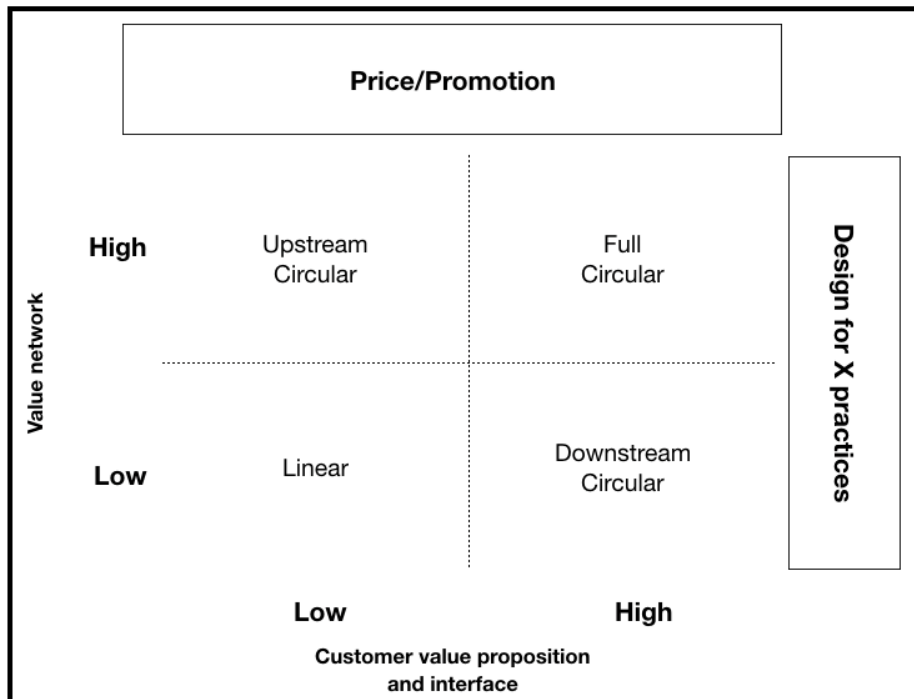 Price/Promotion
High
Upstream
Circular
Full
Circular
Design for X practices
Value network
Low
Linear
Downstream
Circular
Low
High
Customer value proposition
and interface